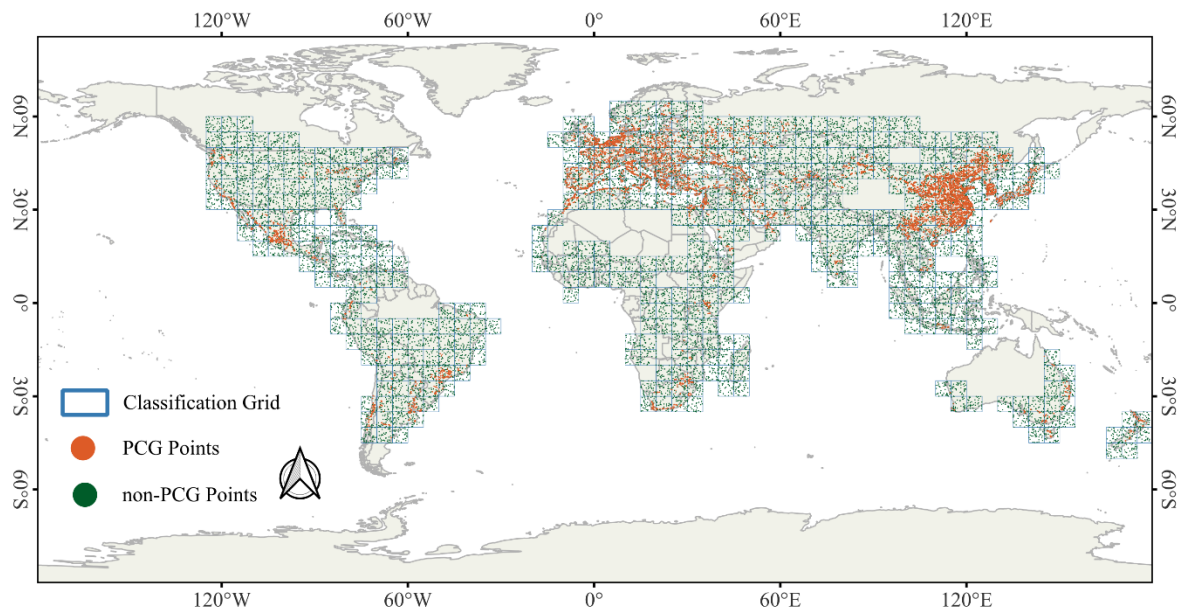 120°W 60°W 0° 60°E 120°E
60°N 60°N
30°N 30°N
0° 0°
30°S 30°S
60°S 60°S
Classification Grid
PCG Points
non-PCG Points
120°W 60°W 0° 60°E 120°E